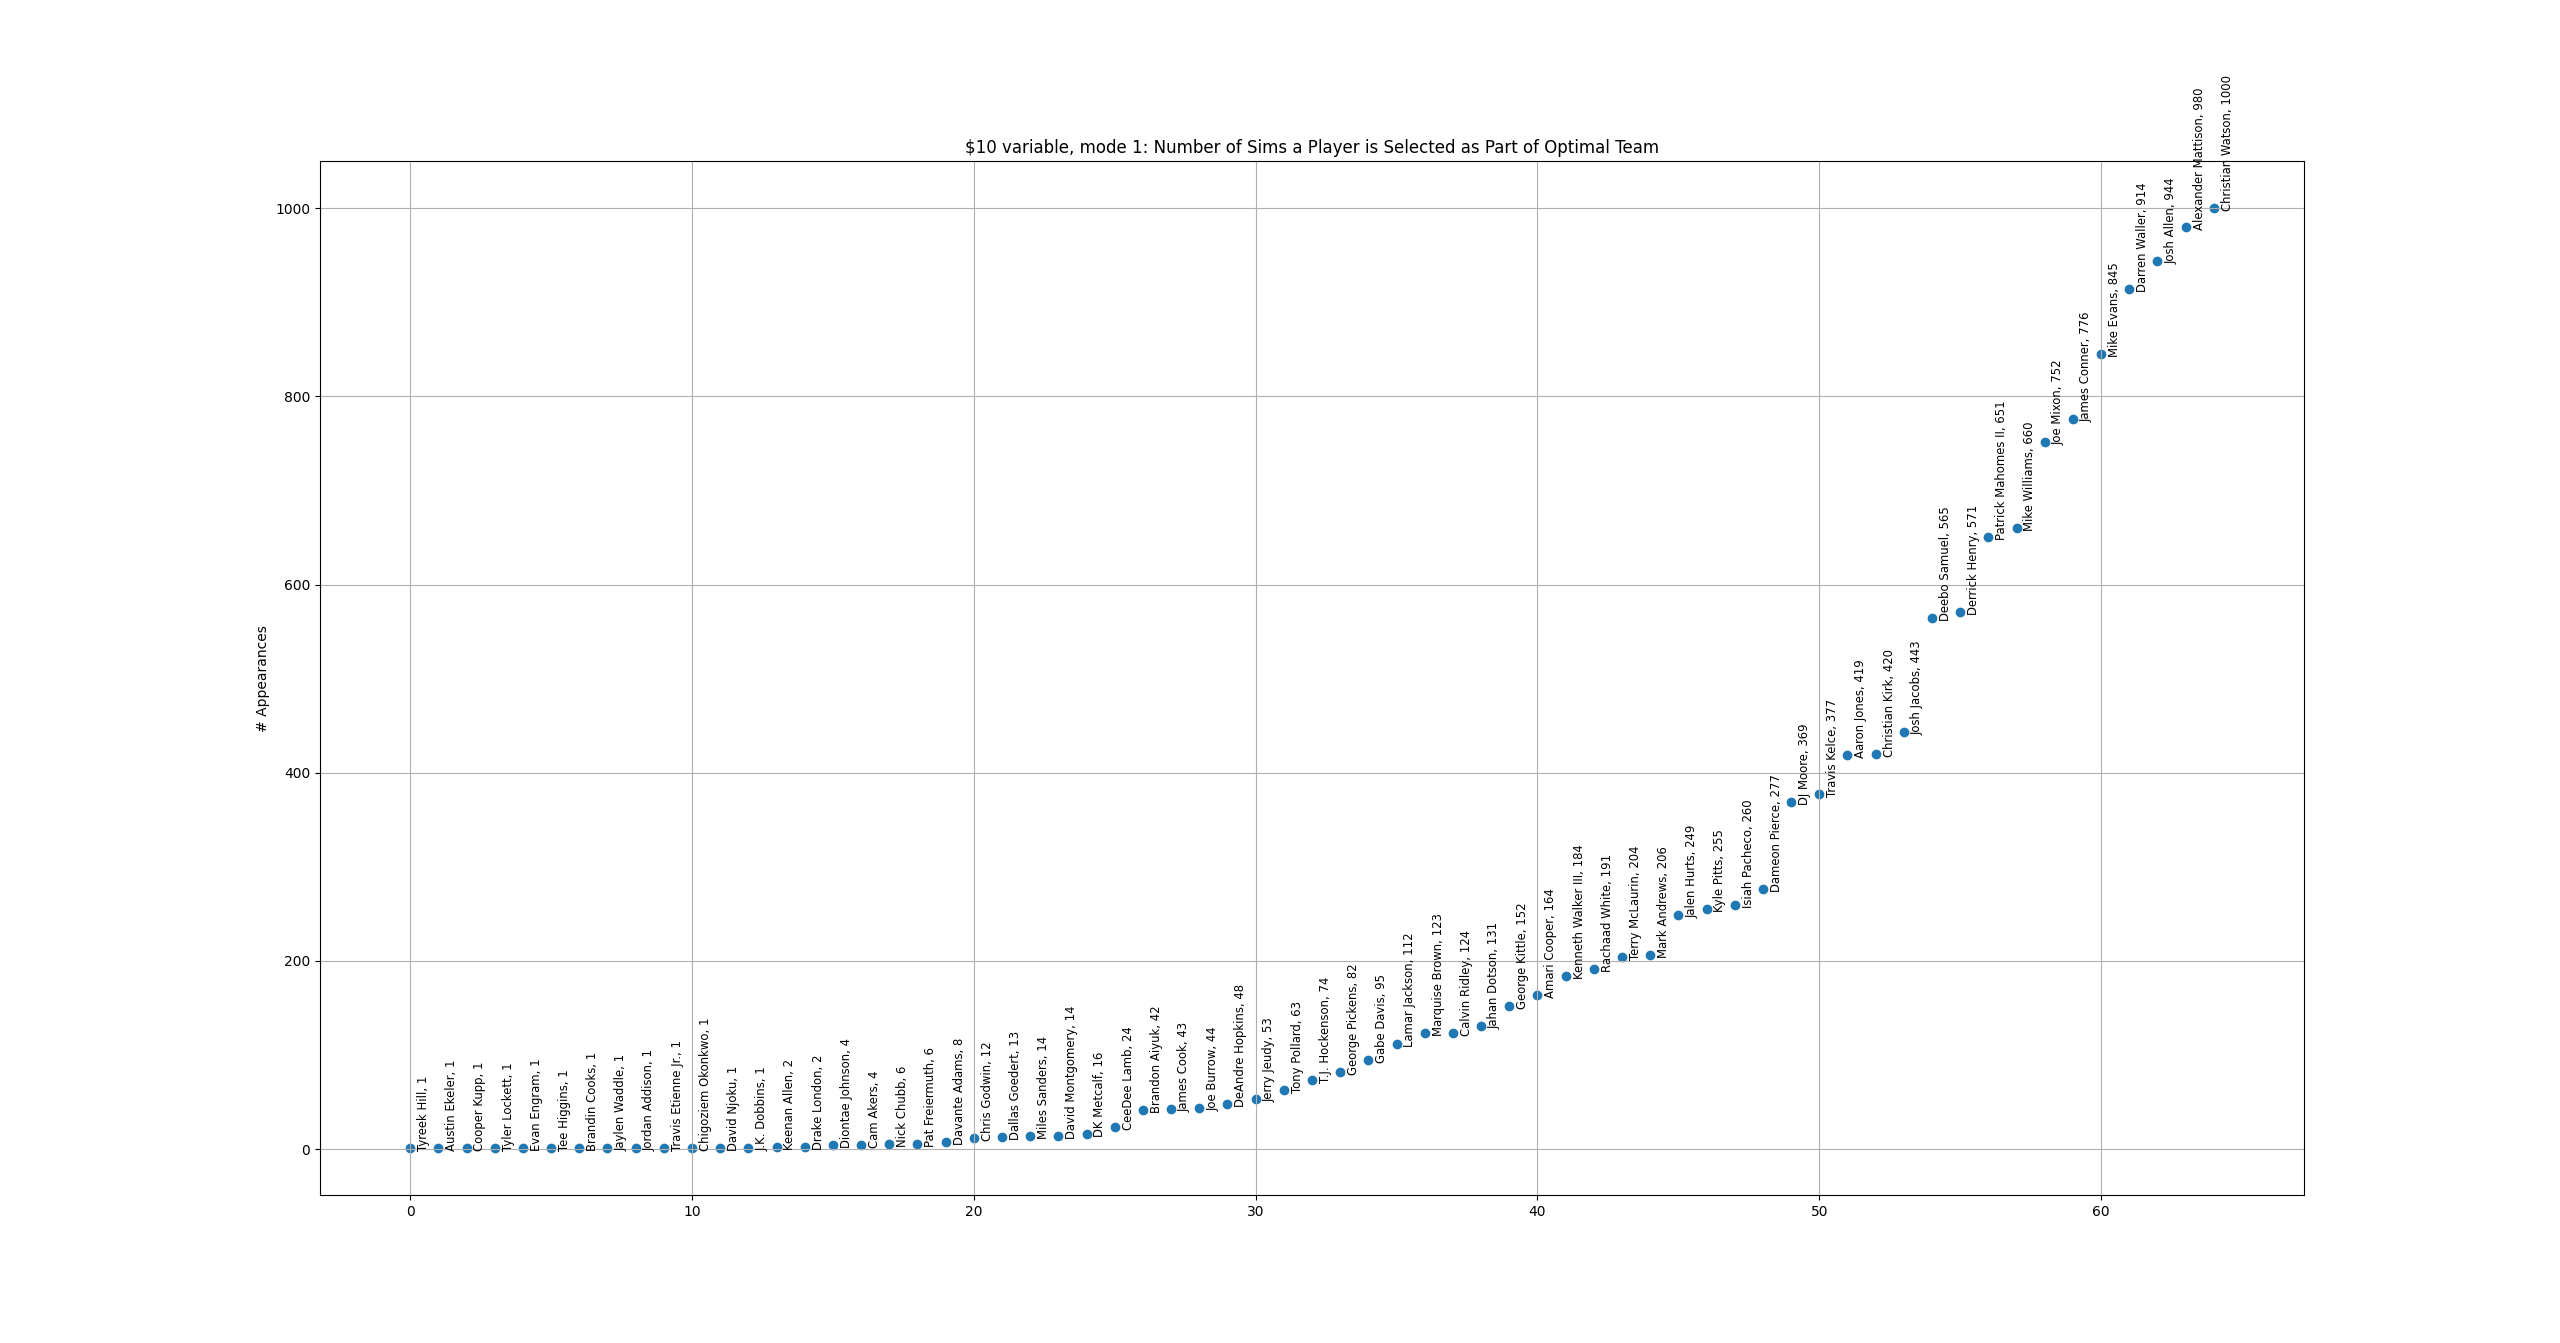 $10 variable, mode 1: Number of Sims a Player is Selected as Part of Optimal Team
# Appearances
1000
800
600
400
200
0
0
10
20
30
40
50
60
Tyreek Hill, 1
Austin Ekeler, 1
Cooper Kupp, 1
Tyler Lockett, 1
Evan Engram, 1
Tee Higgins, 1
Brandin Cooks, 1
Jaylen Waddle, 1
Jordan Addison, 1
Travis Etienne Jr., 1
Chigoziem Okonkwo, 1
David Njoku, 1
J.K. Dobbins, 1
Keenan Allen, 2
Drake London, 2
Diontae Johnson, 4
Cam Akers, 4
Nick Chubb, 6
Pat Freiermuth, 6
Davante Adams, 8
Chris Godwin, 12
Dallas Goedert, 13
Miles Sanders, 14
David Montgomery, 14
DK Metcalf, 16
CeeDee Lamb, 24
Brandon Aiyuk, 42
James Cook, 43
Joe Burrow, 44
DeAndre Hopkins, 48
Jerry Jeudy, 53
Tony Pollard, 63
T.J. Hockenson, 74
George Pickens, 82
Gabe Davis, 95
Lamar Jackson, 112
Marquise Brown, 123
Calvin Ridley, 124
Jahan Dotson, 131
George Kittle, 152
Amari Cooper, 164
Kenneth Walker III, 184
Rachaad White, 191
Terry McLaurin, 204
Mark Andrews, 206
Jalen Hurts, 249
Kyle Pitts, 255
Isiah Pacheco, 260
Dameon Pierce, 277
DJ Moore, 369
Travis Kelce, 377
Aaron Jones, 419
Christian Kirk, 420
Josh Jacobs, 443
Deebo Samuel, 565
Derrick Henry, 571
Patrick Mahomes II, 651
Mike Williams, 660
Joe Mixon, 752
James Conner, 776
Mike Evans, 845
Darren Waller, 914
Josh Allen, 944
Alexander Mattison, 980
Christian Watson, 1000